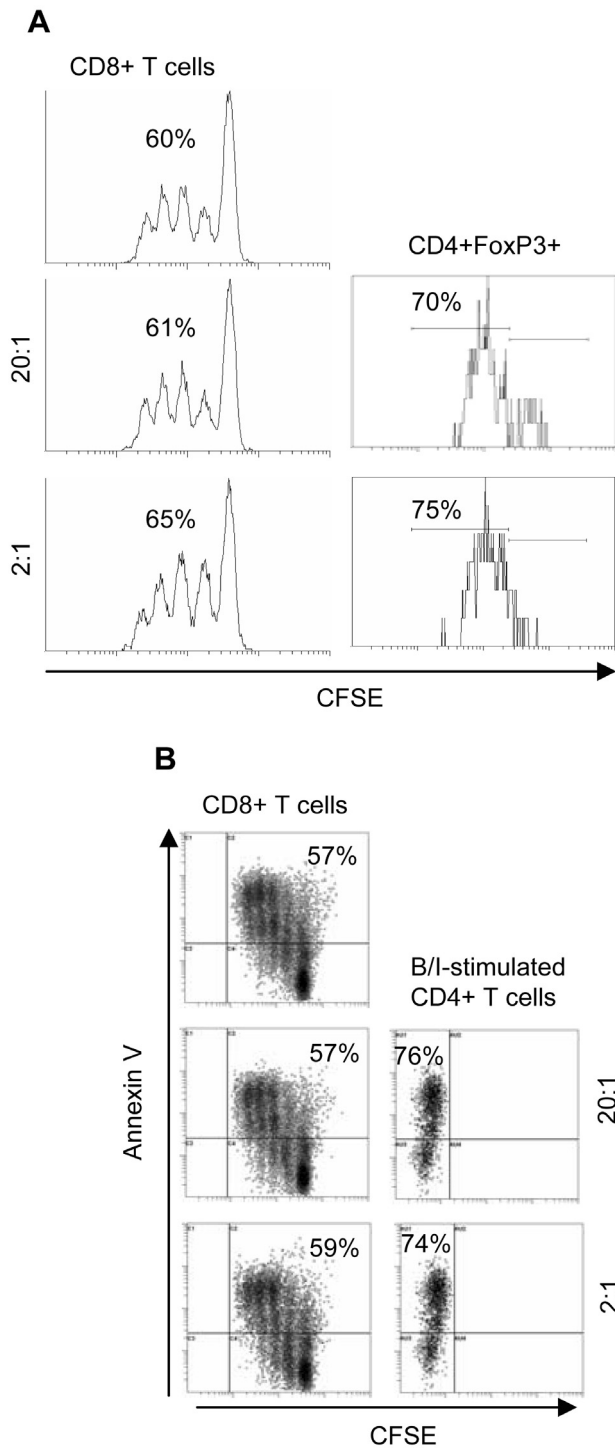 A
CD8+ T cells
60%
CD4+FoxP3+
20:1
61%
70%
2:1
65%
75%
CFSE
B
CD8+ T cells
57%
B/I-stimulated
CD4+ T cells
Annexin V
57%
76%
20:1
59%
74%
2:1
CFSE